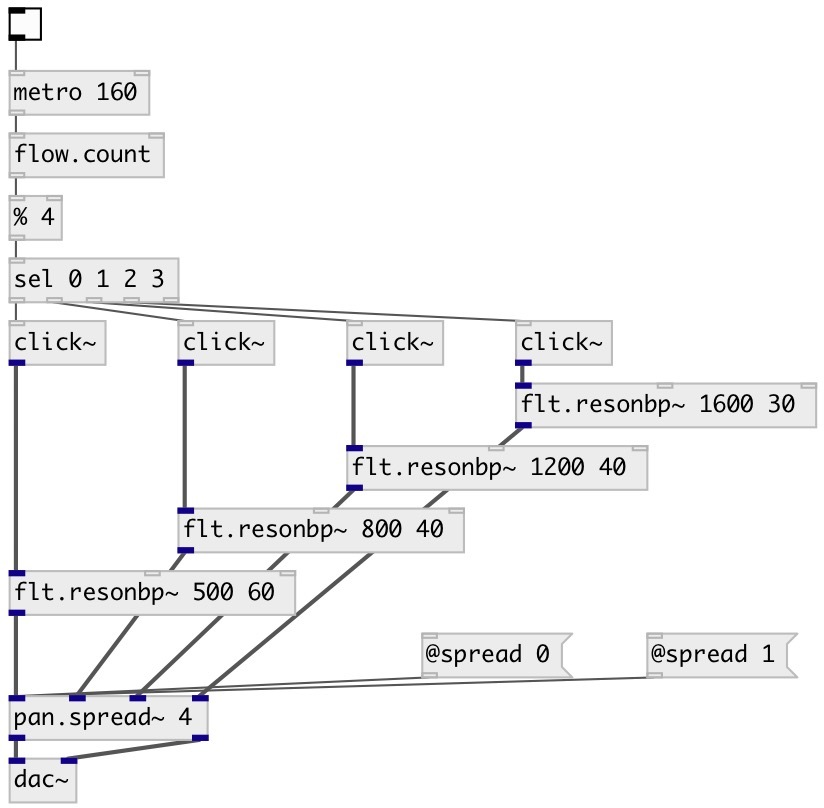 metro 160
flow.count
% 4
sel 0 1 2 3
click~ click~ click~ click~
flt.resonbp~ 1600 30
flt.resonbp~ 1200 40
flt.resonbp~ 800 40
flt.resonbp~ 500 60
@spread 0 @spread 1
pan.spread~ 4
dac~